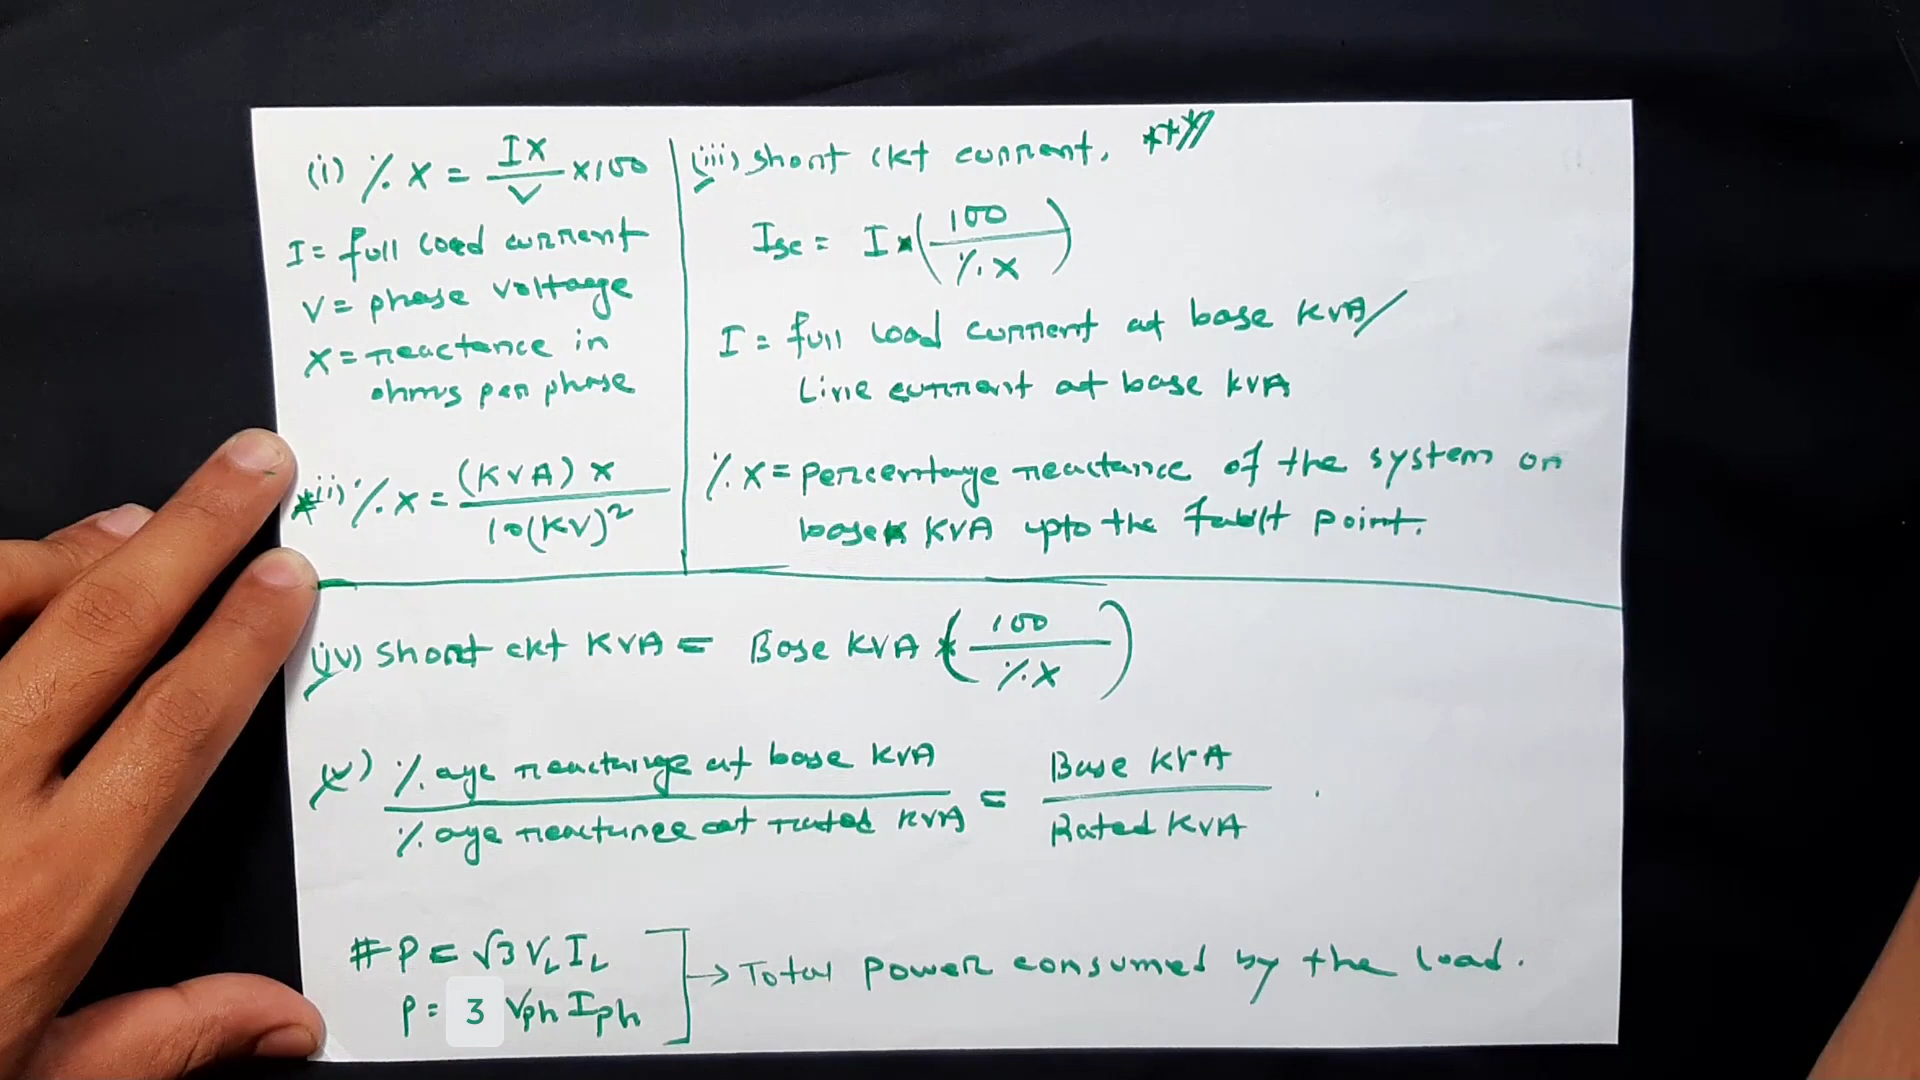 (i) % X = IX/V × 100
I = full load current
V = phase voltage
X = reactance in
ohms per phase
*(ii) % X = (KVA) X / 10(KV)²
(iii) short ckt current. ***
Isc = I * (100 / % X)
I = full load current at base KVA/
Line current at base KVA
% X = percentage reactance of the system on
base KVA upto the fault point.
(iv) short ckt KVA = Base KVA * (100 / % X)
(v) % age reactance at base KVA / % age reactance at rated KVA = Base KVA / Rated KVA .
# P = √3 VL IL
P = 3 Vph Iph
→ Total power consumed by the load.